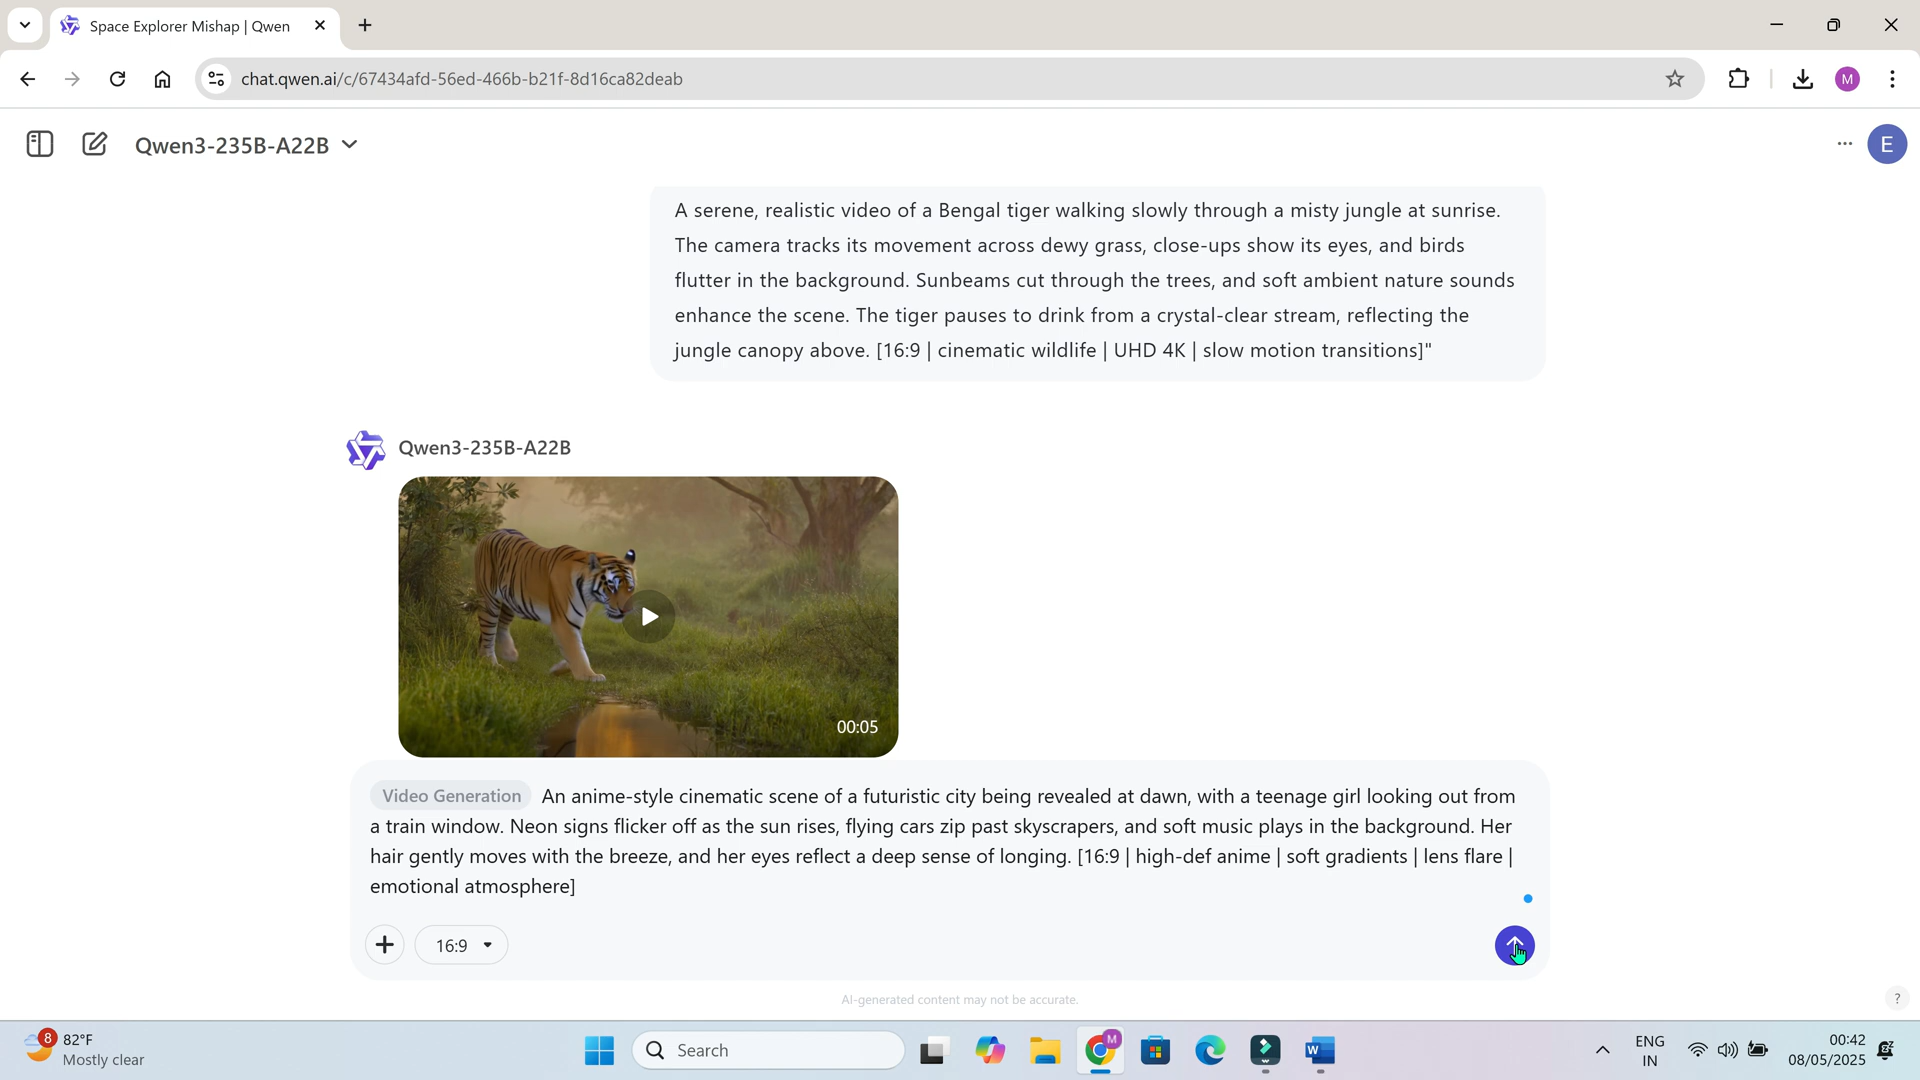 Space Explorer Mishap | Qwen
chat.qwen.ai/c/67434afd-56ed-466b-b21f-8d16ca82deab
M
Qwen3-235B-A22B
E
A serene, realistic video of a Bengal tiger walking slowly through a misty jungle at sunrise.
The camera tracks its movement across dewy grass, close-ups show its eyes, and birds
flutter in the background. Sunbeams cut through the trees, and soft ambient nature sounds
enhance the scene. The tiger pauses to drink from a crystal-clear stream, reflecting the
jungle canopy above. [16:9 | cinematic wildlife | UHD 4K | slow motion transitions]"
Qwen3-235B-A22B
00:05
Video Generation An anime-style cinematic scene of a futuristic city being revealed at dawn, with a teenage girl looking out from
a train window. Neon signs flicker off as the sun rises, flying cars zip past skyscrapers, and soft music plays in the background. Her
hair gently moves with the breeze, and her eyes reflect a deep sense of longing. [16:9 | high-def anime | soft gradients | lens flare |
emotional atmosphere]
16:9
AI-generated content may not be accurate.
?
8
82°F
Mostly clear
Search
M
W
ENG
IN
00:42
08/05/2025